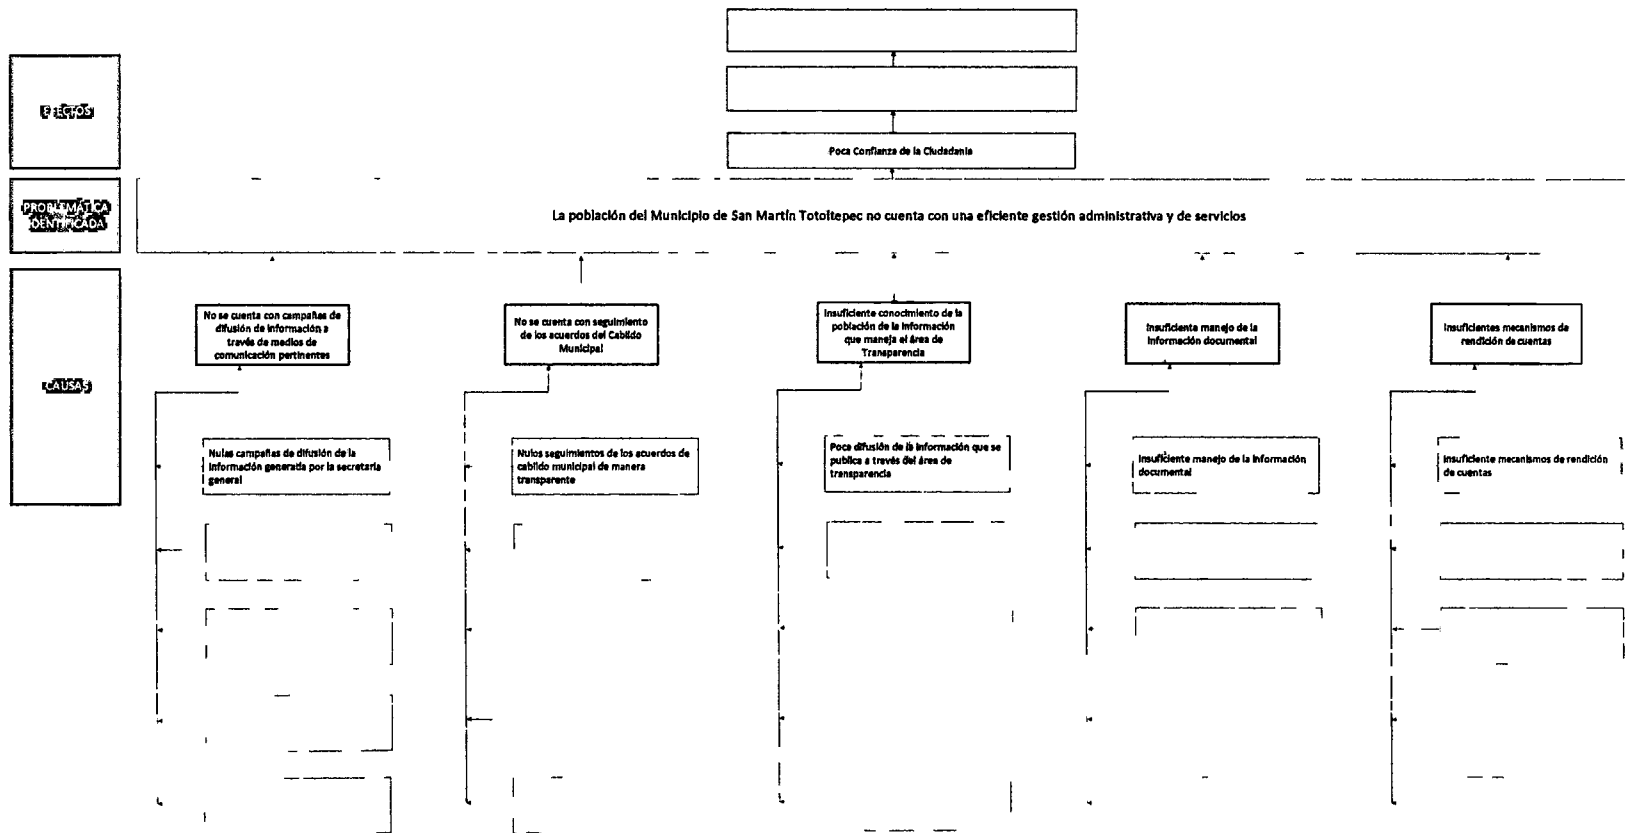 EFECTOS
Poca Confianza de la Ciudadanía
PROBLEMÁTICA
IDENTIFICADA
La población del Municipio de San Martín Totoltepec no cuenta con una eficiente gestión administrativa y de servicios
CAUSAS
No se cuenta con campañas de
difusión de información a
través de medios de
comunicación pertinentes
No se cuenta con seguimiento
de los acuerdos del Cabildo
Municipal
Insuficiente conocimiento de la
población de la información
que maneja el área de
Transparencia
Insuficiente manejo de la
información documental
Insuficientes mecanismos de
rendición de cuentas
Nulas campañas de difusión de la
información generada por la secretaria
general
Nulos seguimientos de los acuerdos de
cabildo municipal de manera
transparente
Poca difusión de la información que se
publica a través del área de
transparencia
Insuficiente manejo de la información
documental
Insuficiente mecanismos de rendición
de cuentas